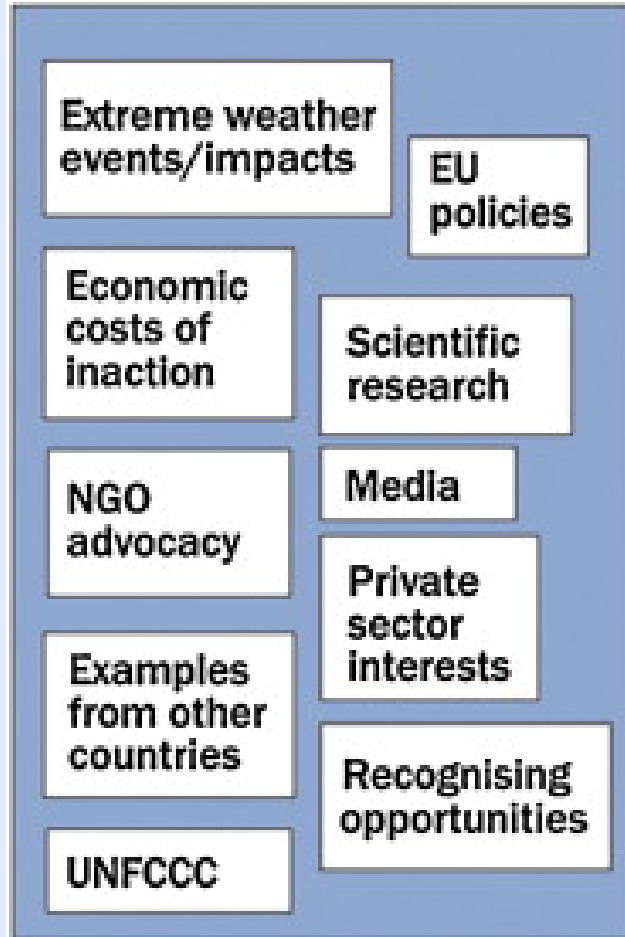 Extreme weather
events/impacts
EU
policies
Economic
costs of
inaction
Scientific
research
NGO
advocacy
Media
Private
sector
interests
Examples
from other
countries
Recognising
opportunities
UNFCCC